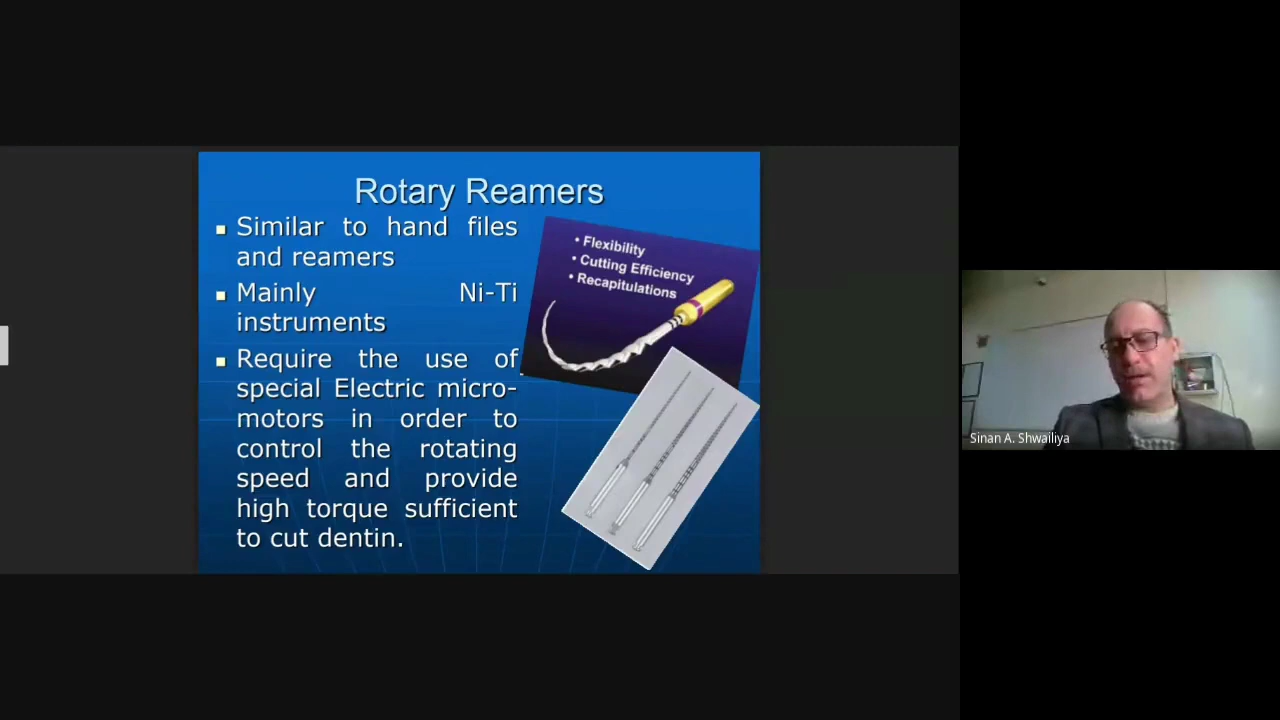 Rotary Reamers
▪ Similar to hand files
and reamers
▪ Mainly Ni-Ti
instruments
▪ Require the use of
special Electric micro-
motors in order to
control the rotating
speed and provide
high torque sufficient
to cut dentin.
• Flexibility
• Cutting Efficiency
• Recapitulations
Sinan A. Shwailiya